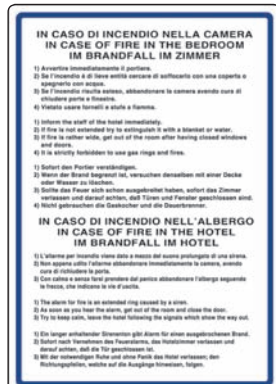 IN CASO DI INCENDIO NELLA CAMERA
IN CASE OF FIRE IN THE BEDROOM
IM BRANDFALL IM ZIMMER
1) Avvertire immediatamente il portiere.
2) Se l'incendio è di lieve entità cercare di soffocarlo con una coperta o
spegnerlo con acqua.
3) Se l'incendio risulta esteso, abbandonare la camera avendo cura di
chiudere porte e finestre.
4) Vietato usare fornelli e stufe a fiamma.
1) Inform the staff of the hotel immediately.
2) If fire is not extended try to extinguish it with a blanket or water.
3) If fire is rather wide, get out of the room after having closed windows
and doors.
4) It is strictly forbidden to use gas rings and fires.
1) Sofort den Portier verständigen.
2) Wenn der Brand begrenzt ist, versuchen denselben mit einer Decke
oder Wasser zu löschen.
3) Sollte das Feuer sich schon ausgebreitet haben, sofort das Zimmer
verlassen und darauf achten, daß Türen und Fenster geschlossen sind.
4) Nicht gebrauchen die Gaskocher und die Dauerbrenner.
IN CASO DI INCENDIO NELL'ALBERGO
IN CASE OF FIRE IN THE HOTEL
IM BRANDFALL IM HOTEL
1) L'allarme per incendio viene dato a mezzo del suono prolungato di una sirena.
2) Non appena udito l'allarme abbandonare immediatamente la camera, avendo
cura di richiudere la porta.
3) Con calma e senza farsi prendere dal panico abbandonare l'albergo seguendo
le frecce, che indicano le vie d'uscita.
1) The alarm for fire is an extended ring caused by a siren.
2) As soon as you hear the alarm, get out of the room and close the door.
3) Try to keep calm, leave the hotel following the signals which show the way out.
1) Ein langer anhaltender Sirenenton gibt Alarm für einen ausgebrochenen Brand.
2) Sofort nach Vernehmen des Feueralarms, das Hotelzimmer verlassen und
darauf achten, daß die Tür geschlossen ist.
3) Mit der notwendigen Ruhe und ohne Panik das Hotel verlassen; den
Richtungspfeilen, welche auf die Ausgänge hinweisen, folgen.